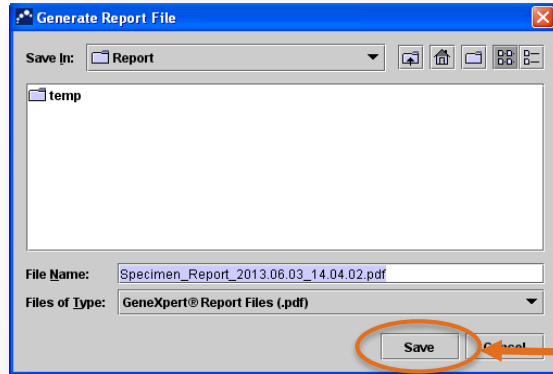 Generate Report File
Save In: Report
temp
File Name: Specimen_Report_2013.06.03_14.04.02.pdf
Files of Type: GeneXpert® Report Files (.pdf)
Save Cancel